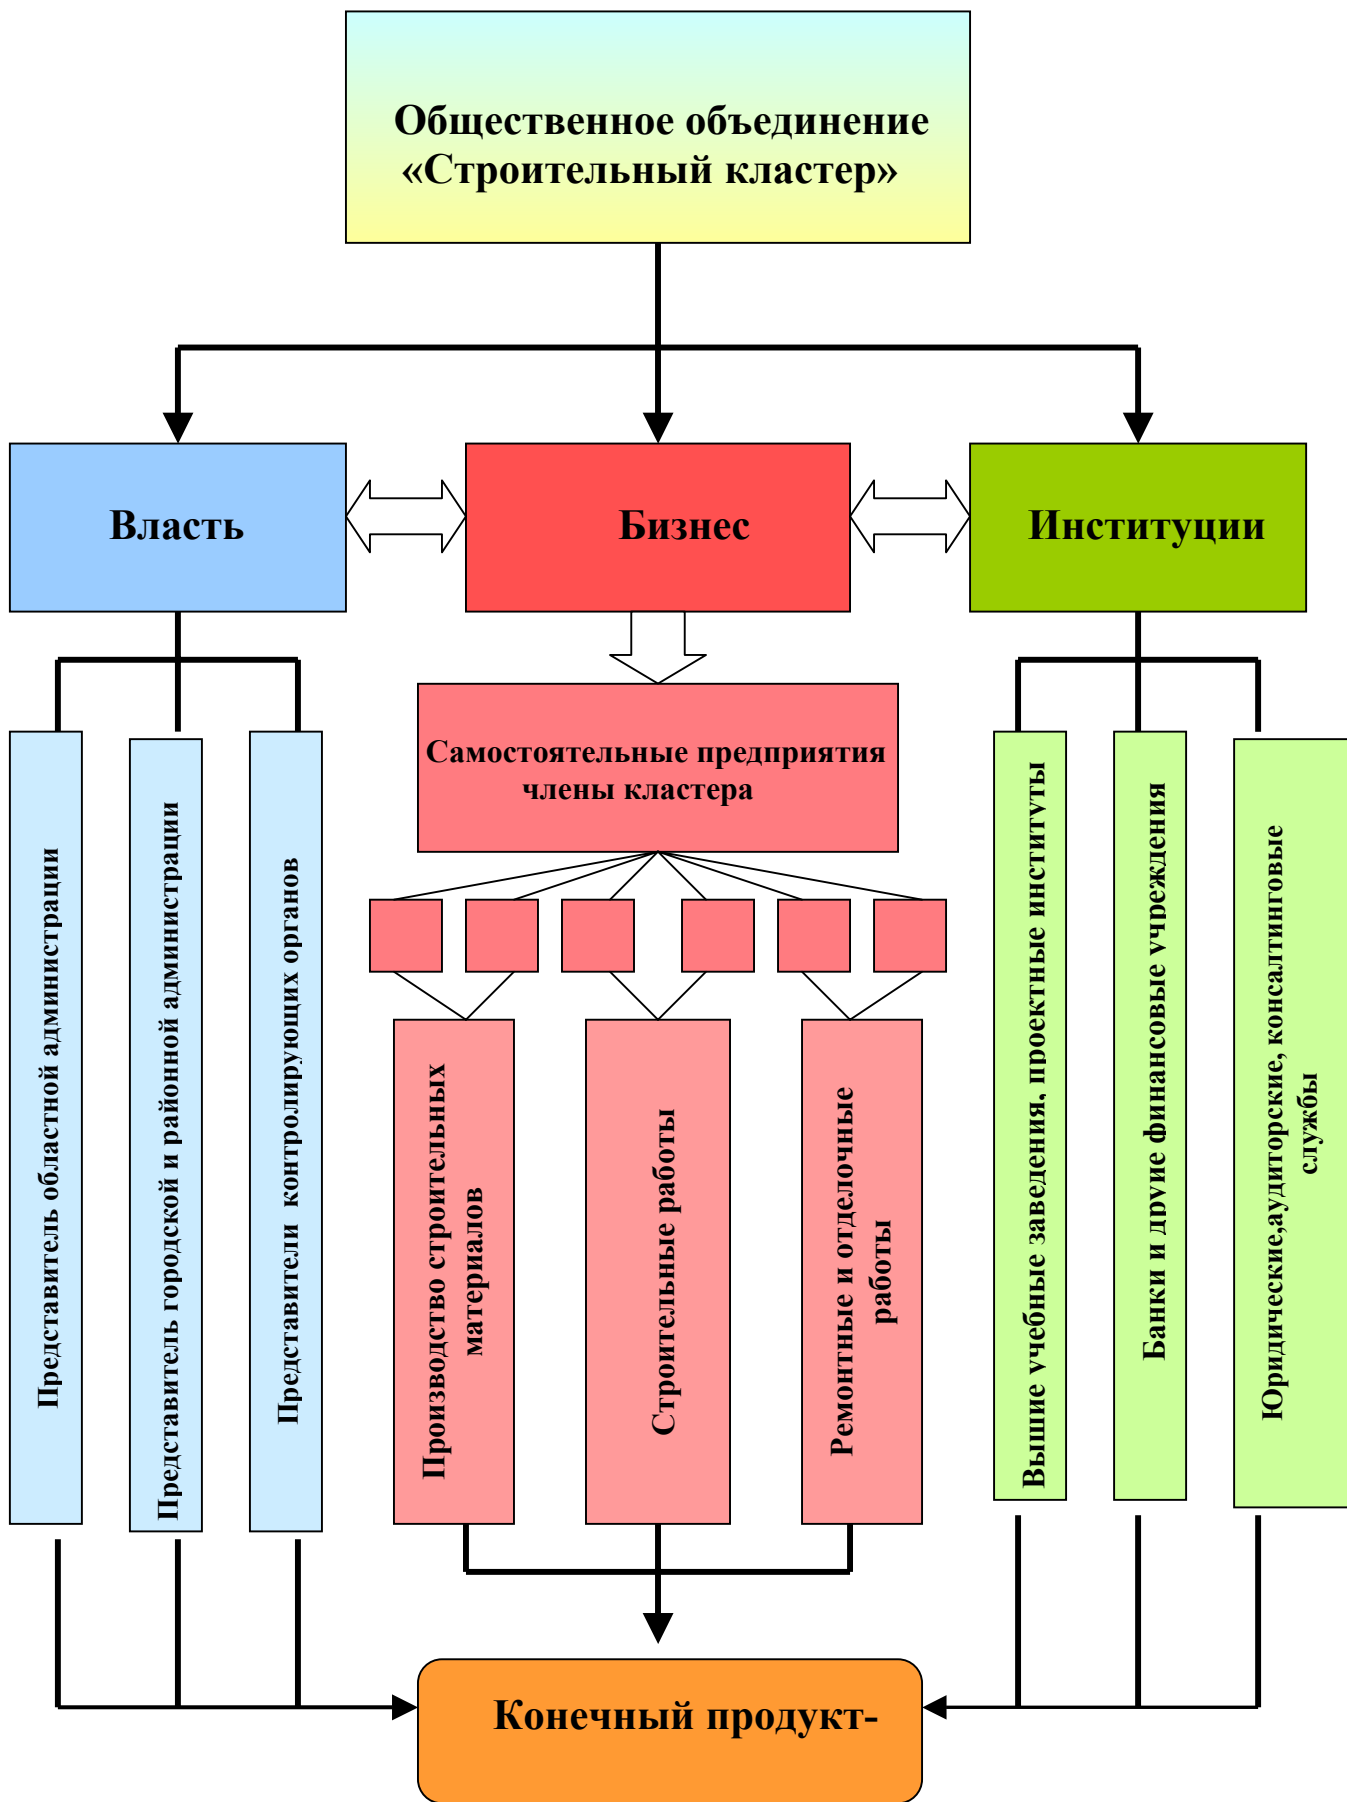 Общественное объединение
«Строительный кластер»
Власть
Бизнес
Институции
Самостоятельные предприятия
члены кластера
Представитель областной администрации
Представитель городской и районной администрации
Представители контролирующих органов
Производство строительных
материалов
Строительные работы
Ремонтные и отделочные
работы
Вышие учебные заведения, проектные институты
Банки и другие финансовые учреждения
Юридические,аудиторские, консалтинговые
службы
Конечный продукт-